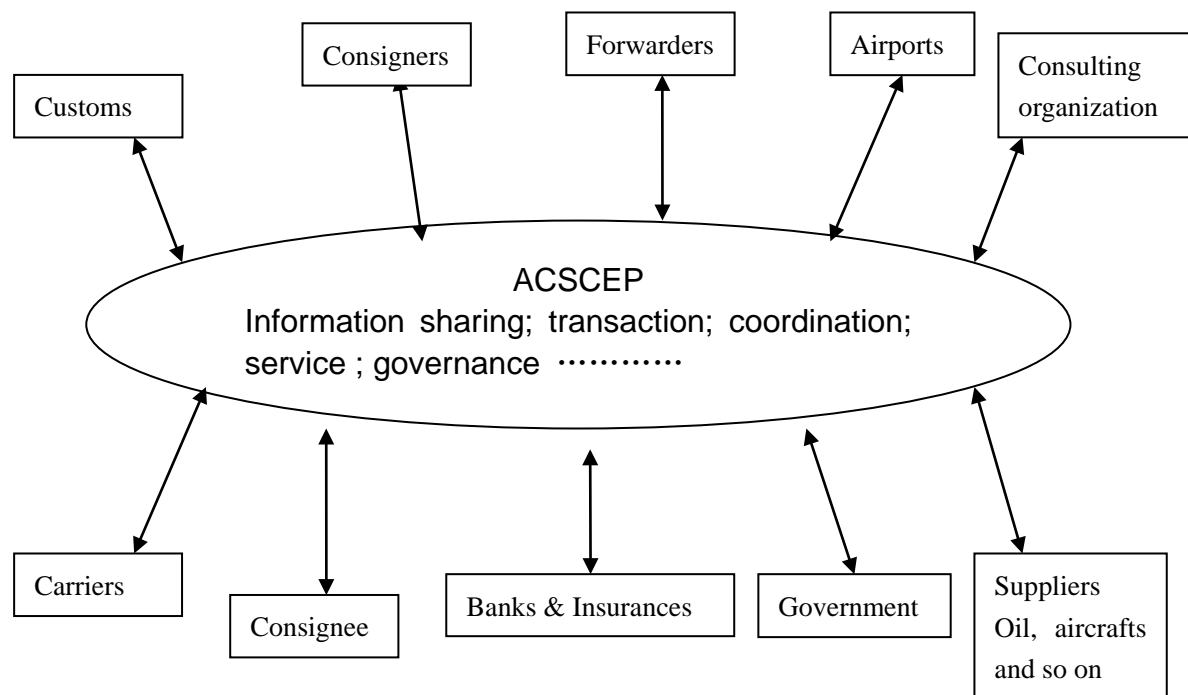 Customs
Consigners
Forwarders
Airports
Consulting
organization
ACSCEP
Information sharing; transaction; coordination;
service ; governance …………
Carriers
Consignee
Banks & Insurances
Government
Suppliers
Oil, aircrafts
and so on